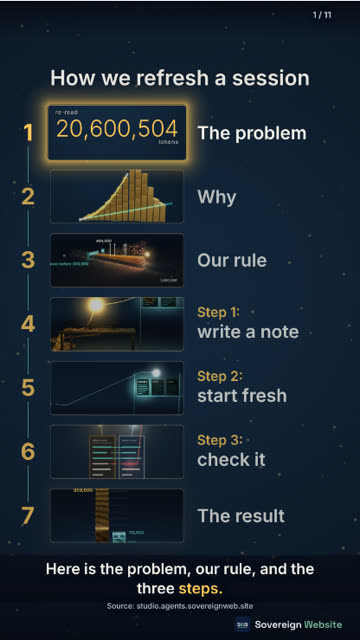 1 / 11
How we refresh a session
1
re-read
20,600,504
tokens
The problem
2
Why
3
Our rule
4
Step 1:
write a note
5
Step 2:
start fresh
6
Step 3:
check it
7
The result
Here is the problem, our rule, and the
three steps.
Source: studio.agents.sovereignweb.site
Sovereign Website